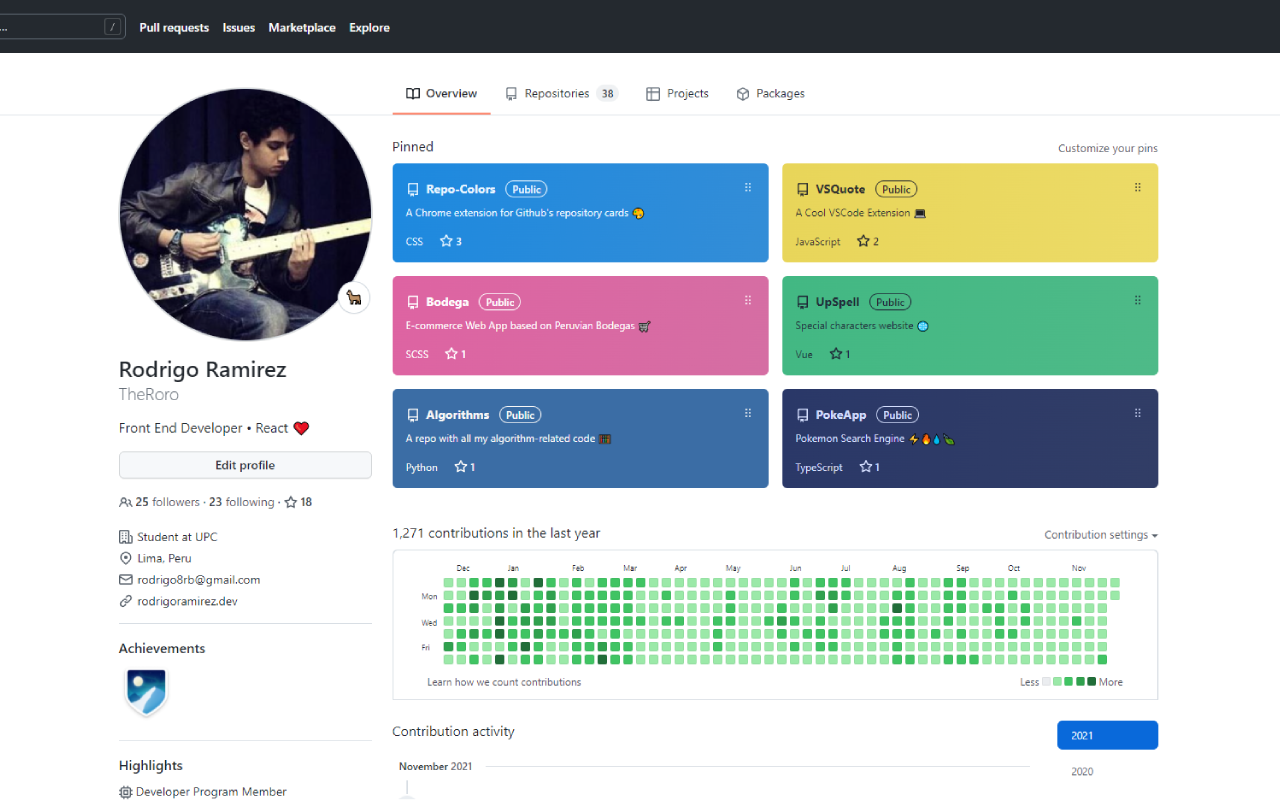 ... /
Pull requests Issues Marketplace Explore
Overview Repositories 38 Projects Packages
Pinned
Customize your pins
Repo-Colors Public
A Chrome extension for Github's repository cards
CSS 3
VSQuote Public
A Cool VSCode Extension
JavaScript 2
Bodega Public
E-commerce Web App based on Peruvian Bodegas
SCSS 1
UpSpell Public
Special characters website
Vue 1
Algorithms Public
A repo with all my algorithm-related code
Python 1
PokeApp Public
Pokemon Search Engine
TypeScript 1
Rodrigo Ramirez
TheRoro
Front End Developer • React
Edit profile
25 followers · 23 following · 18
Student at UPC
Lima, Peru
rodrigo8rb@gmail.com
rodrigoramirez.dev
Achievements
Highlights
Developer Program Member
1,271 contributions in the last year
Contribution settings
Dec Jan Feb Mar Apr May Jun Jul Aug Sep Oct Nov
Mon
Wed
Fri
Learn how we count contributions
Less More
Contribution activity
2021
November 2021
2020